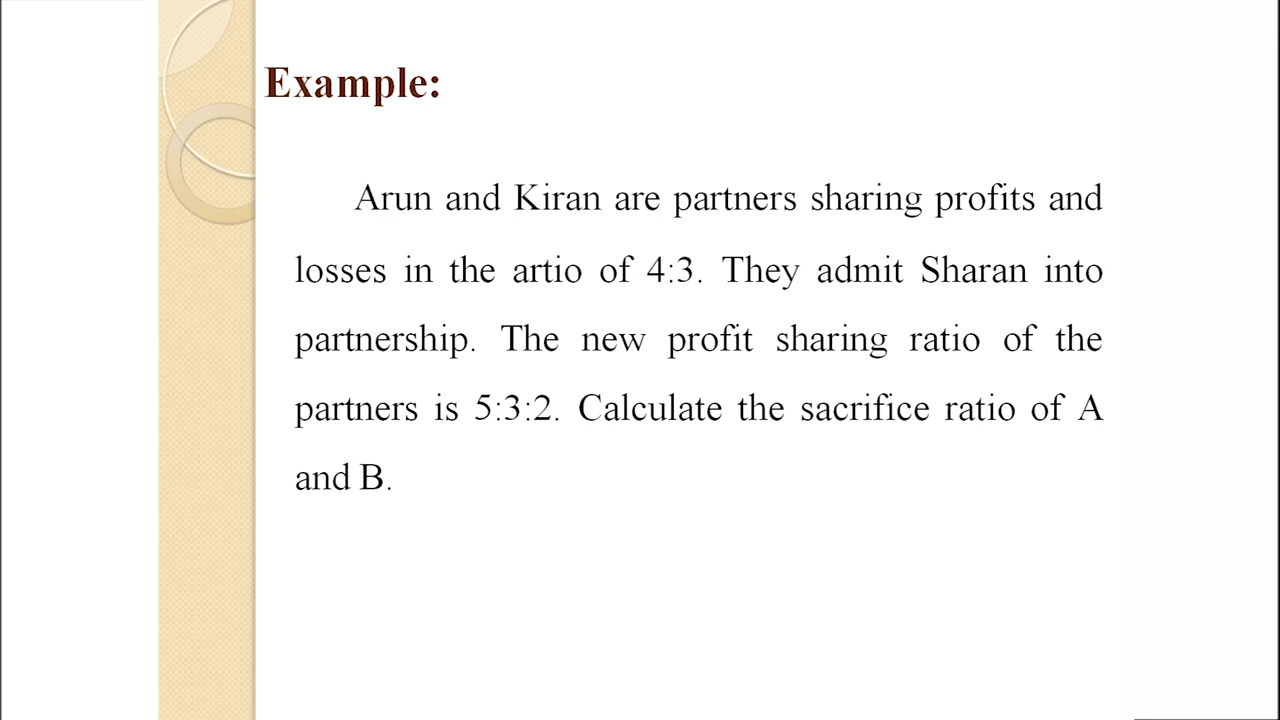 Example:
Arun and Kiran are partners sharing profits and
losses in the artio of 4:3. They admit Sharan into
partnership. The new profit sharing ratio of the
partners is 5:3:2. Calculate the sacrifice ratio of A
and B.